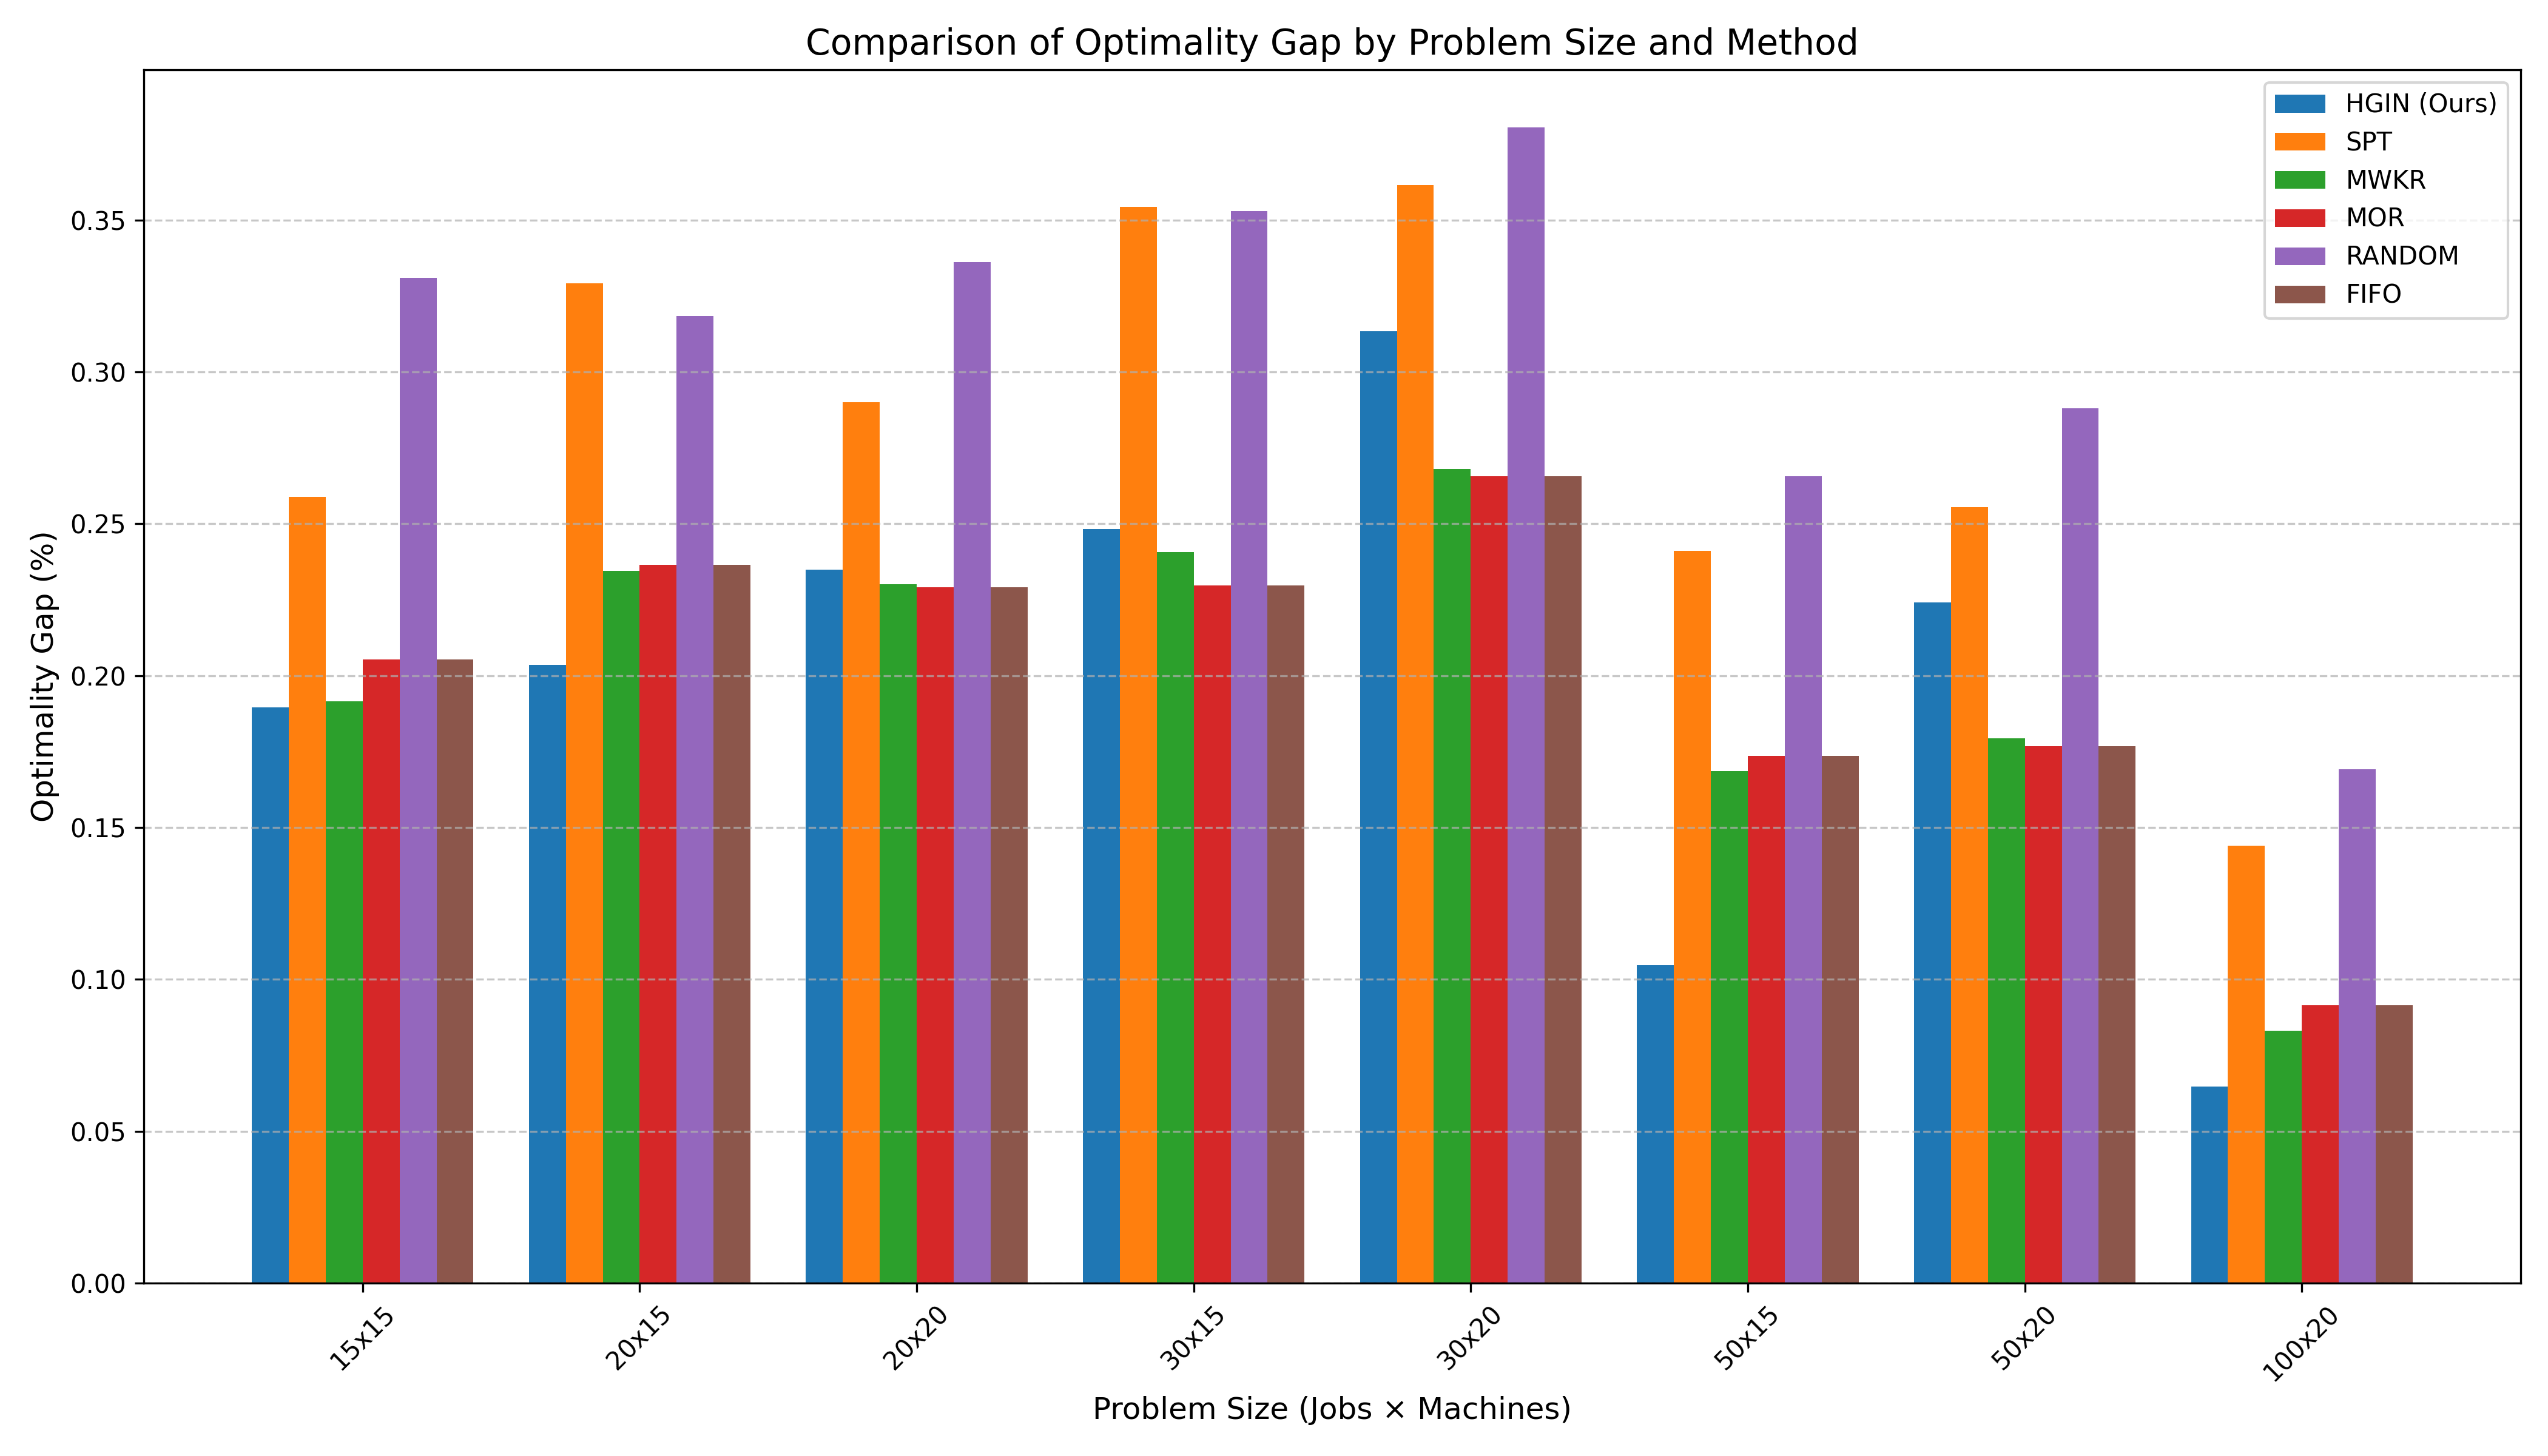 Comparison of Optimality Gap by Problem Size and Method
HGIN (Ours)
SPT
MWKR
MOR
RANDOM
FIFO
Optimality Gap (%)
0.35
0.30
0.25
0.20
0.15
0.10
0.05
0.00
15x15
20x15
20x20
30x15
30x20
50x15
50x20
100x20
Problem Size (Jobs × Machines)